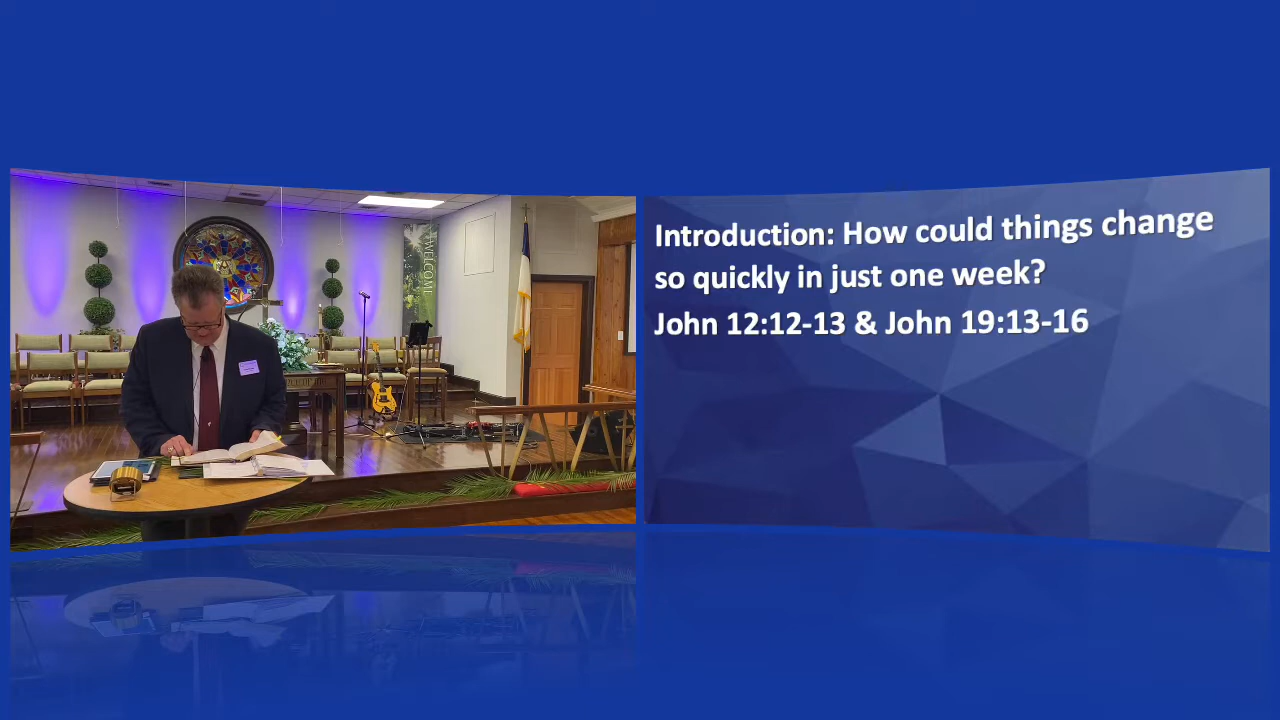 WELCOME
Introduction: How could things change
so quickly in just one week?
John 12:12-13 & John 19:13-16